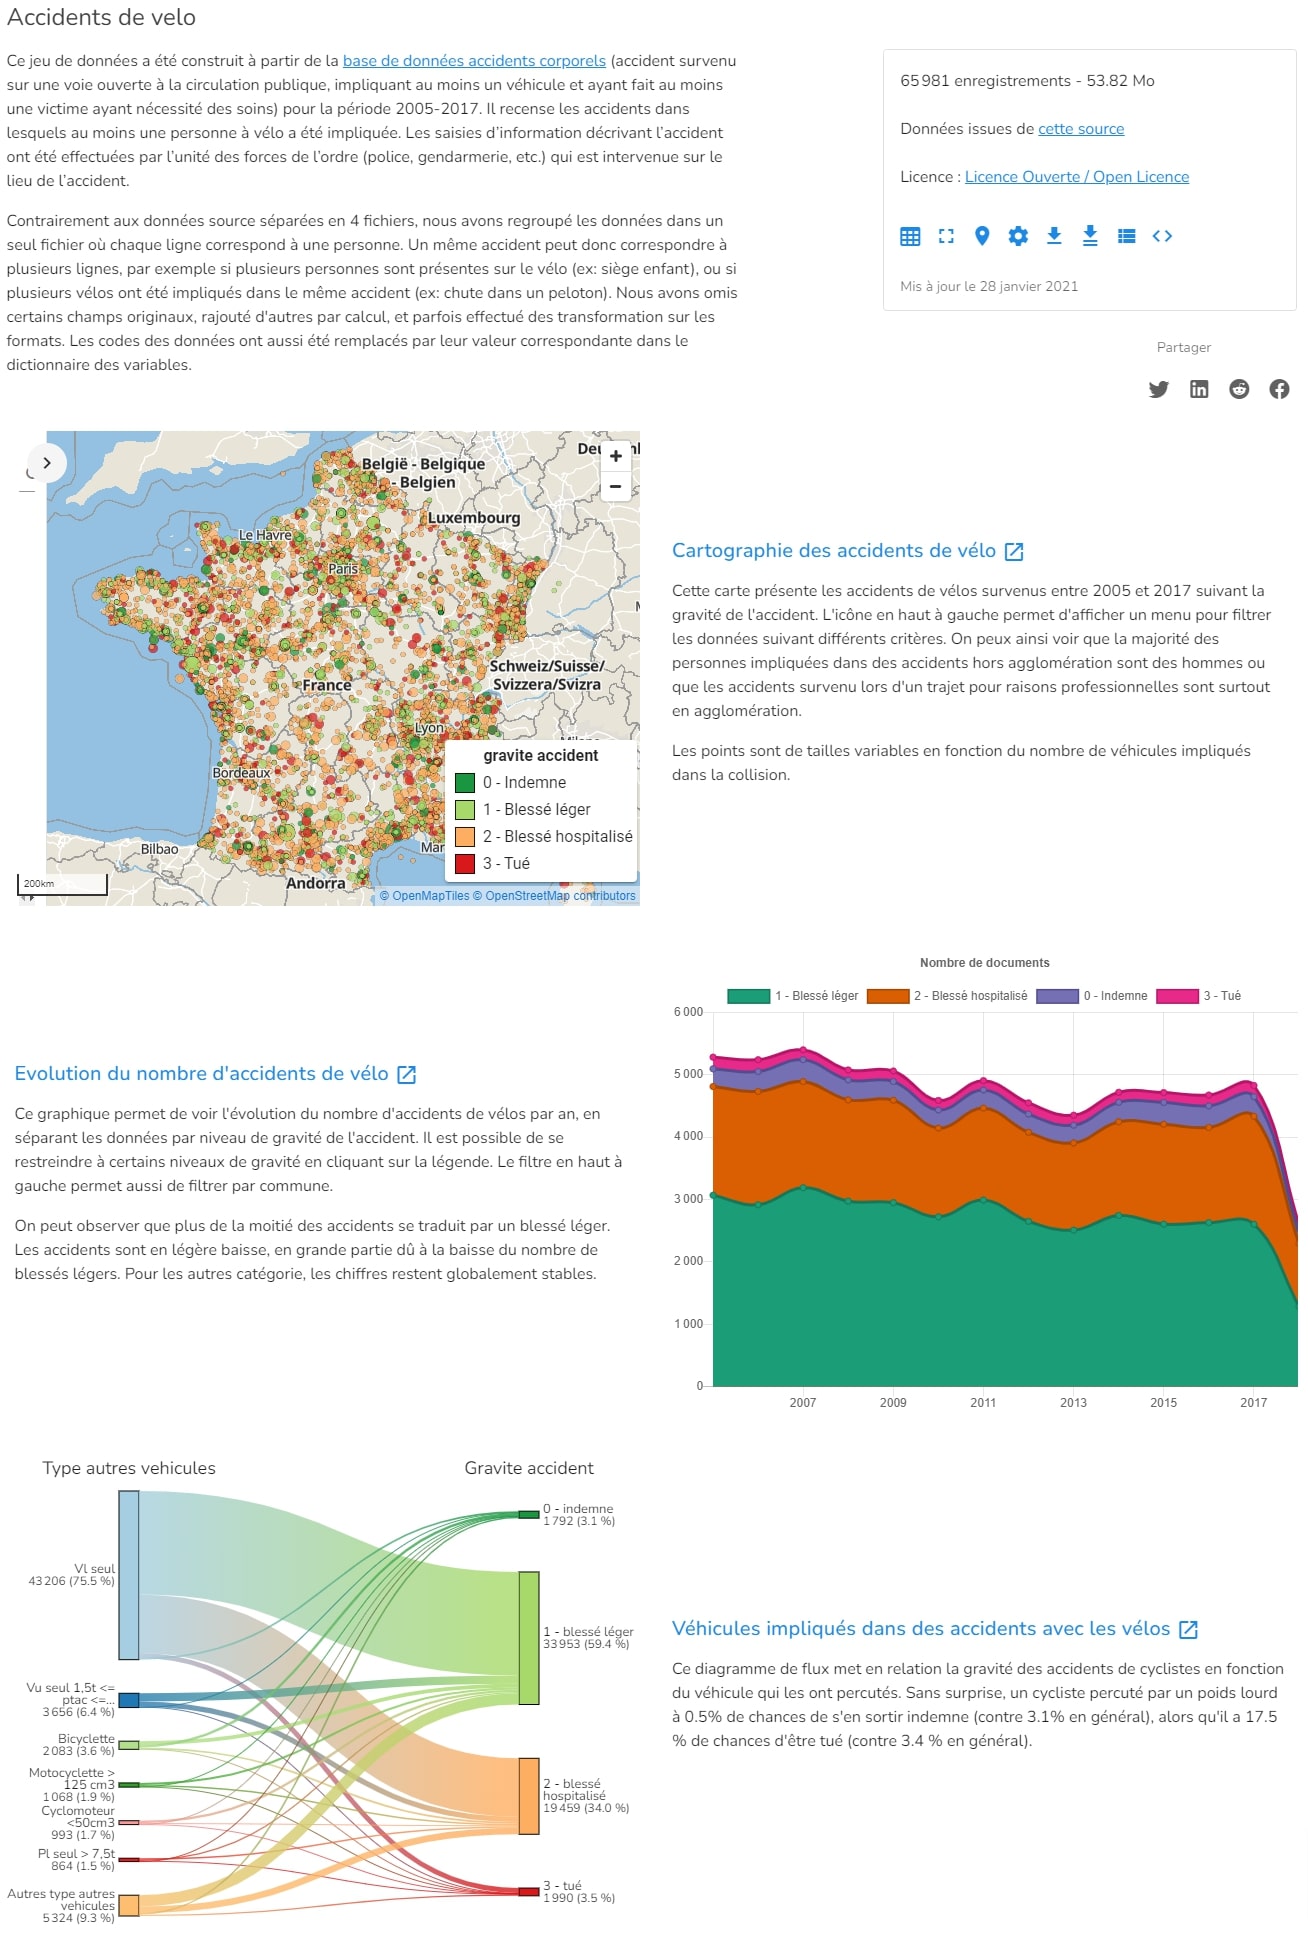 Accidents de velo
Ce jeu de données a été construit à partir de la base de données accidents corporels (accident survenu
sur une voie ouverte à la circulation publique, impliquant au moins un véhicule et ayant fait au moins
une victime ayant nécessité des soins) pour la période 2005-2017. Il recense les accidents dans
lesquels au moins une personne à vélo a été impliquée. Les saisies d'information décrivant l'accident
ont été effectuées par l'unité des forces de l'ordre (police, gendarmerie, etc.) qui est intervenue sur le
lieu de l'accident.
Contrairement aux données source séparées en 4 fichiers, nous avons regroupé les données dans un
seul fichier où chaque ligne correspond à une personne. Un même accident peut donc correspondre à
plusieurs lignes, par exemple si plusieurs personnes sont présentes sur le vélo (ex: siège enfant), ou si
plusieurs vélos ont été impliqués dans le même accident (ex: chute dans un peloton). Nous avons omis
certains champs originaux, rajouté d'autres par calcul, et parfois effectué des transformation sur les
formats. Les codes des données ont aussi été remplacés par leur valeur correspondante dans le
dictionnaire des variables.
65 981 enregistrements - 53.82 Mo
Données issues de cette source
Licence : Licence Ouverte / Open Licence
Mis à jour le 28 janvier 2021
Partager
België - Belgique
- Belgien
Luxembourg
Le Havre
Paris
Schweiz/Suisse/
Svizzera/Svizra
France
Lyon
Bordeaux
Bilbao
Andorra
gravite accident
0 - Indemne
1 - Blessé léger
2 - Blessé hospitalisé
3 - Tué
200km
© OpenMapTiles © OpenStreetMap contributors
Cartographie des accidents de vélo
Cette carte présente les accidents de vélos survenus entre 2005 et 2017 suivant la
gravité de l'accident. L'icône en haut à gauche permet d'afficher un menu pour filtrer
les données suivant différents critères. On peux ainsi voir que la majorité des
personnes impliquées dans des accidents hors agglomération sont des hommes ou
que les accidents survenu lors d'un trajet pour raisons professionnelles sont surtout
en agglomération.
Les points sont de tailles variables en fonction du nombre de véhicules impliqués
dans la collision.
Evolution du nombre d'accidents de vélo
Ce graphique permet de voir l'évolution du nombre d'accidents de vélos par an, en
séparant les données par niveau de gravité de l'accident. Il est possible de se
restreindre à certains niveaux de gravité en cliquant sur la légende. Le filtre en haut à
gauche permet aussi de filtrer par commune.
On peut observer que plus de la moitié des accidents se traduit par un blessé léger.
Les accidents sont en légère baisse, en grande partie dû à la baisse du nombre de
blessés légers. Pour les autres catégorie, les chiffres restent globalement stables.
Nombre de documents
1 - Blessé léger 2 - Blessé hospitalisé 0 - Indemne 3 - Tué
6 000
5 000
4 000
3 000
2 000
1 000
0
2007 2009 2011 2013 2015 2017
Type autres vehicules
Gravite accident
Vl seul
43 206 (75.5 %)
Vu seul 1,5t <=
ptac <=...
3 656 (6.4 %)
Bicyclette
2 083 (3.6 %)
Motocyclette >
125 cm3
1 068 (1.9 %)
Cyclomoteur
<50cm3
993 (1.7 %)
Pl seul > 7,5t
864 (1.5 %)
Autres type autres
vehicules
5 324 (9.3 %)
0 - indemne
1 792 (3.1 %)
1 - blessé léger
33 953 (59.4 %)
2 - blessé
hospitalisé
19 459 (34.0 %)
3 - tué
1 990 (3.5 %)
Véhicules impliqués dans des accidents avec les vélos
Ce diagramme de flux met en relation la gravité des accidents de cyclistes en fonction
du véhicule qui les ont percutés. Sans surprise, un cycliste percuté par un poids lourd
à 0.5% de chances de s'en sortir indemne (contre 3.1% en général), alors qu'il a 17.5
% de chances d'être tué (contre 3.4 % en général).